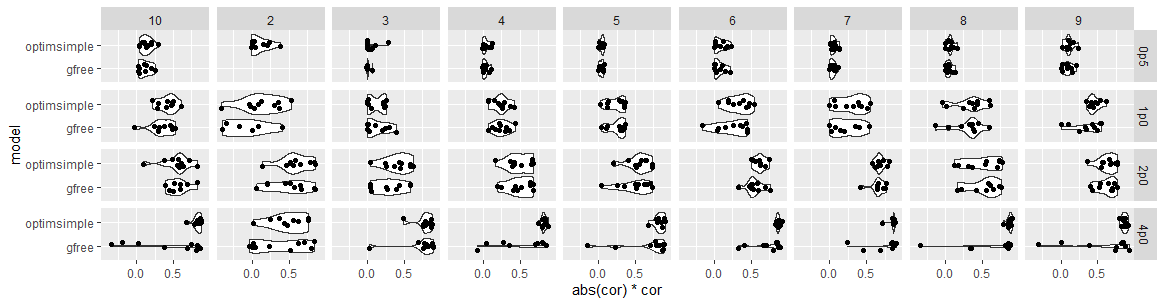 10 2 3 4 5 6 7 8 9
optimsimple
gfree
0p5
optimsimple
gfree
1p0
model
optimsimple
gfree
2p0
optimsimple
gfree
4p0
0.0 0.5 0.0 0.5 0.0 0.5 0.0 0.5 0.0 0.5 0.0 0.5 0.0 0.5 0.0 0.5 0.0 0.5
abs(cor) * cor